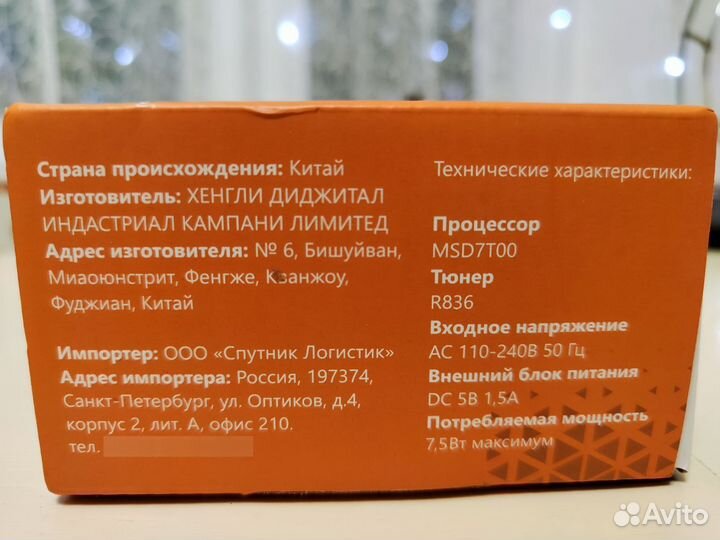 Страна происхождения: Китай
Изготовитель: ХЕНГЛИ ДИДЖИТАЛ
ИНДАСТРИАЛ КАМПАНИ ЛИМИТЕД
Адрес изготовителя: № 6, Бишуйван,
Миаоюнстрит, Фенгже, Кванжоу,
Фуджиан, Китай
Импортер: ООО «Спутник Логистик»
Адрес импортера: Россия, 197374,
Санкт-Петербург, ул. Оптиков, д.4,
корпус 2, лит. А, офис 210.
тел.
Технические характеристики:
Процессор
MSD7T00
Тюнер
R836
Входное напряжение
AC 110-240В 50 Гц
Внешний блок питания
DC 5В 1,5А
Потребляемая мощность
7,5Вт максимум
Avito